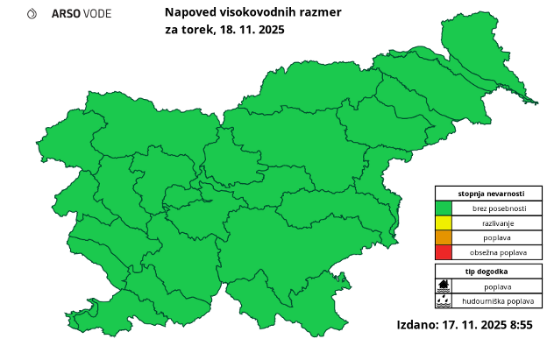 ARSO VODE
Napoved visokovodnih razmer
za torek, 18. 11. 2025
stopnja nevarnosti
brez posebnosti
razlivanje
poplava
obsežna poplava
tip dogodka
poplava
hudourniška poplava
Izdano: 17. 11. 2025 8:55